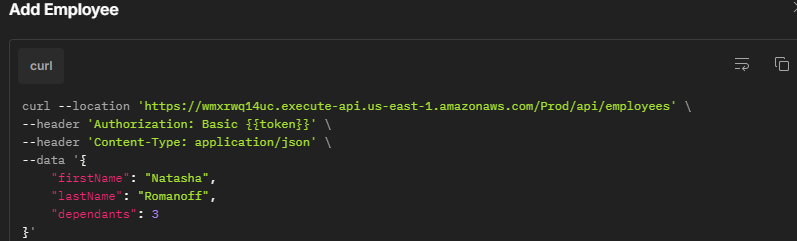 Add Employee
curl
curl --location 'https://wmxrwq14uc.execute-api.us-east-1.amazonaws.com/Prod/api/employees' \
--header 'Authorization: Basic {{token}}' \
--header 'Content-Type: application/json' \
--data '{
    "firstName": "Natasha",
    "lastName": "Romanoff",
    "dependants": 3
}'